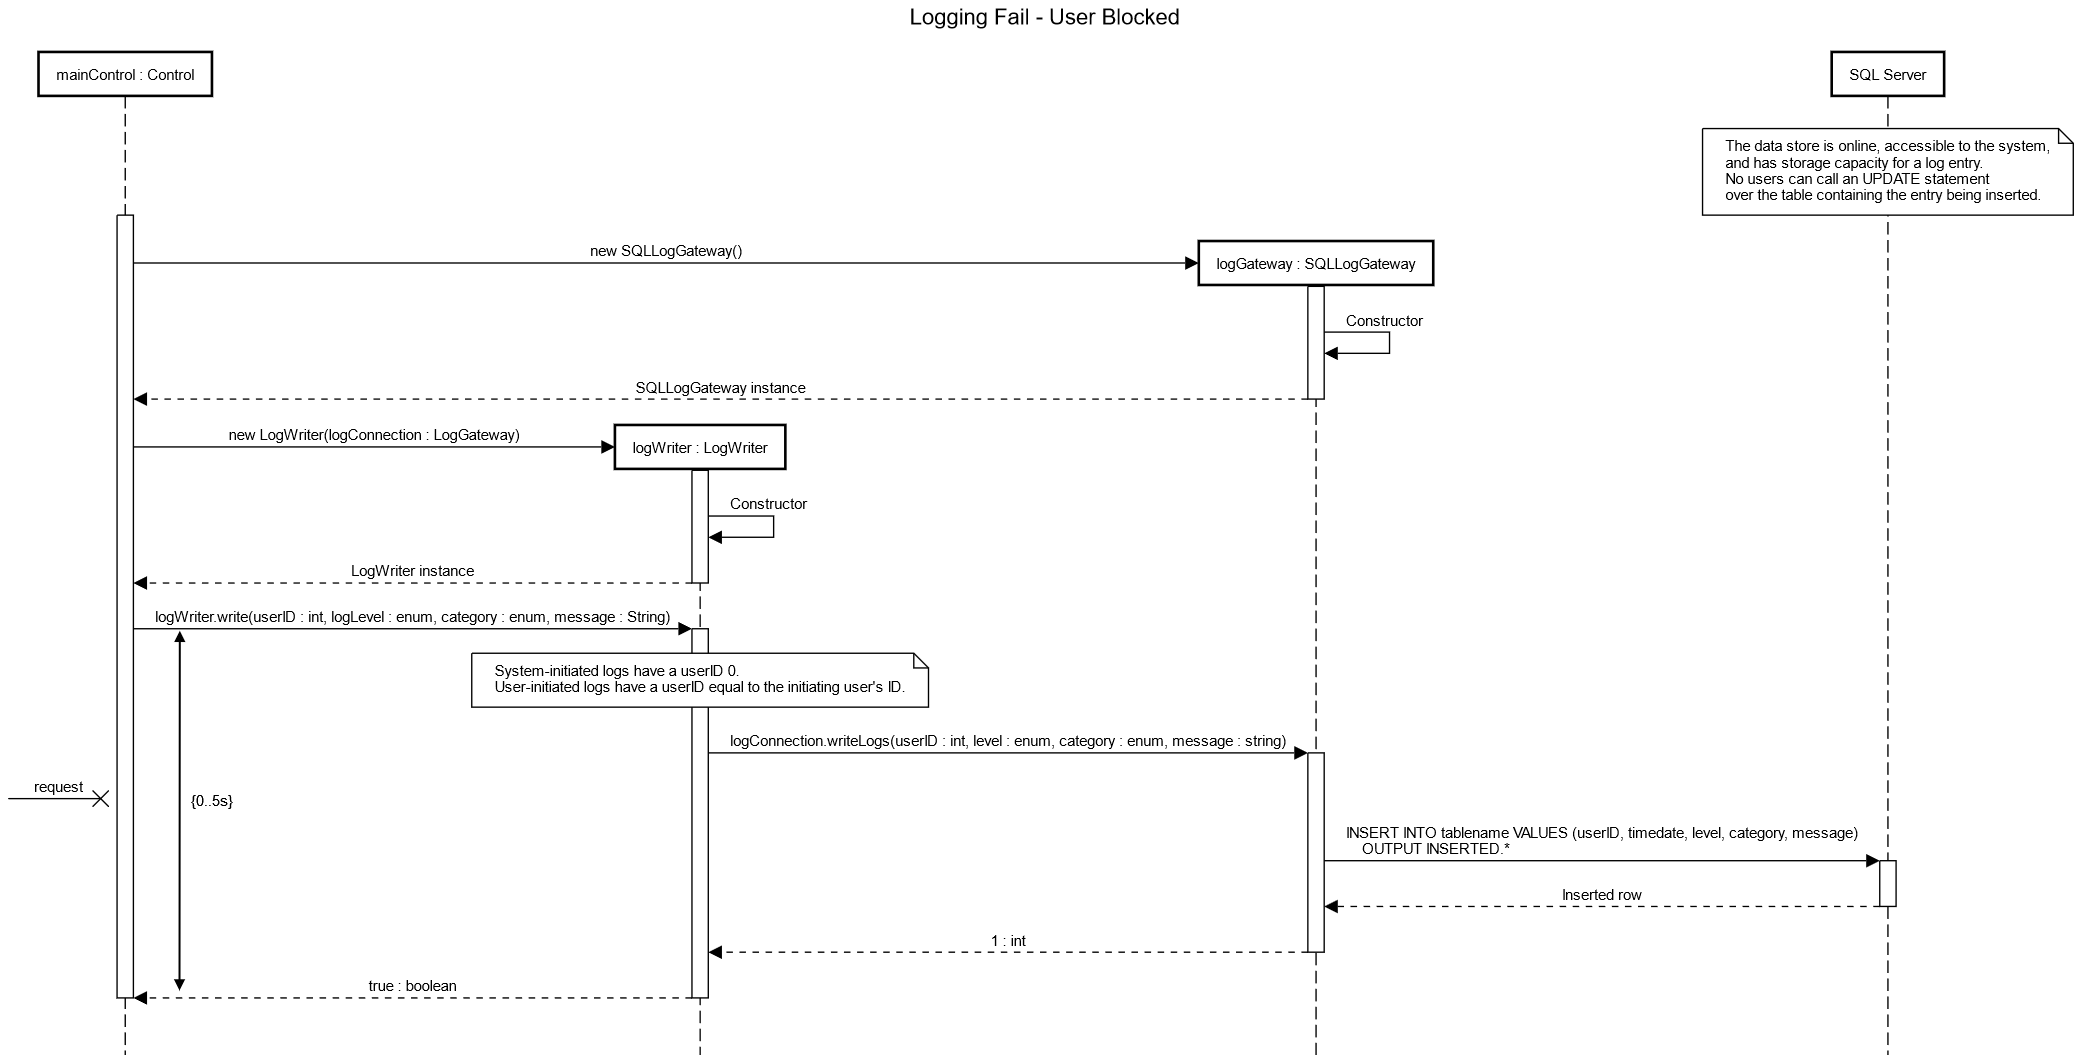 Logging Fail - User Blocked
mainControl : Control
SQL Server
The data store is online, accessible to the system,
and has storage capacity for a log entry.
No users can call an UPDATE statement
over the table containing the entry being inserted.
new SQLLogGateway()
logGateway : SQLLogGateway
Constructor
SQLLogGateway instance
new LogWriter(logConnection : LogGateway)
logWriter : LogWriter
Constructor
LogWriter instance
logWriter.write(userID : int, logLevel : enum, category : enum, message : String)
System-initiated logs have a userID 0.
User-initiated logs have a userID equal to the initiating user's ID.
logConnection.writeLogs(userID : int, level : enum, category : enum, message : string)
request
{0..5s}
INSERT INTO tablename VALUES (userID, timedate, level, category, message)
OUTPUT INSERTED.*
Inserted row
1 : int
true : boolean